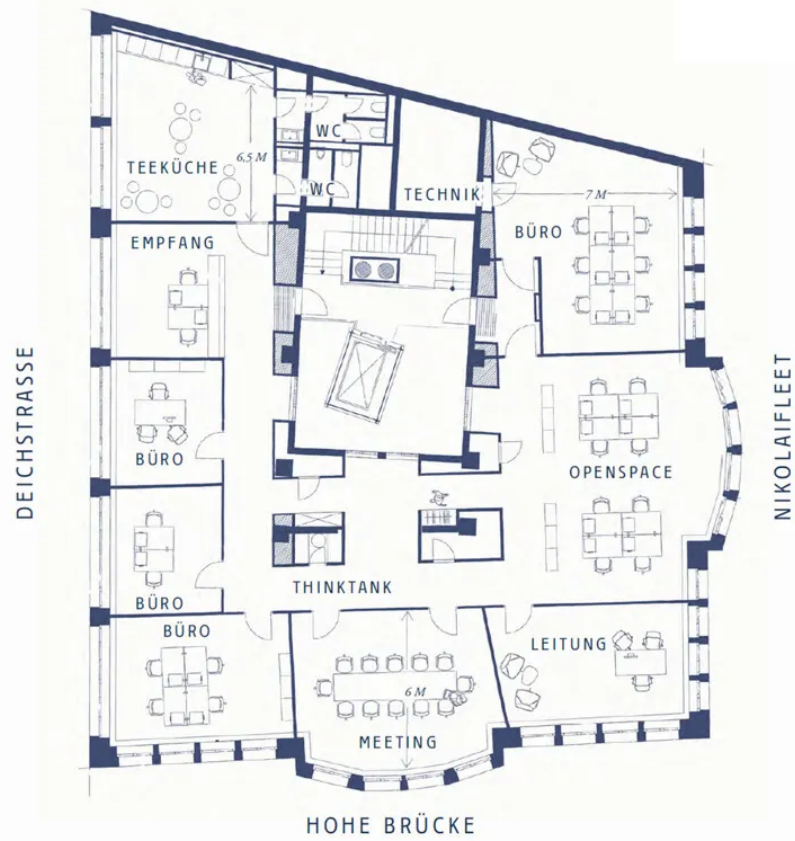 WC
TEEKÜCHE
6,5 M
WC
TECHNIK
7 M
BÜRO
EMPFANG
DEICHSTRASSE
NIKOLAIFLEET
BÜRO
OPENSPACE
BÜRO
THINKTANK
BÜRO
LEITUNG
6 M
MEETING
HOHE BRÜCKE